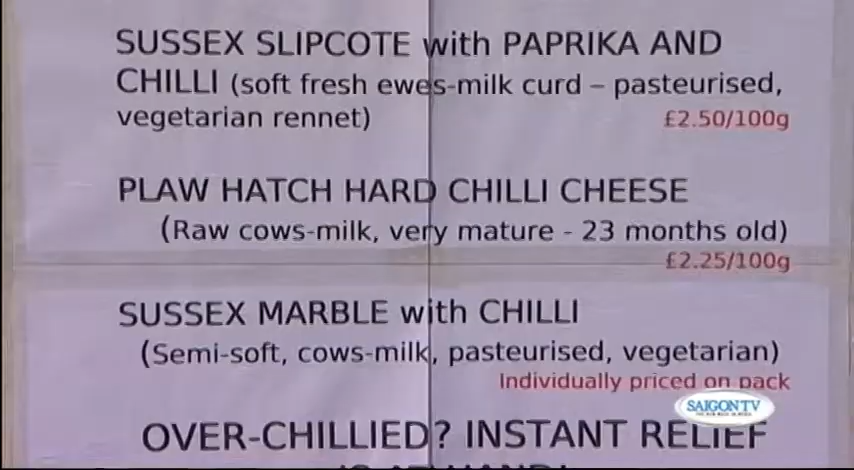 SUSSEX SLIPCOTE with PAPRIKA AND
CHILLI (soft fresh ewes-milk curd – pasteurised,
vegetarian rennet) £2.50/100g
PLAW HATCH HARD CHILLI CHEESE
(Raw cows-milk, very mature - 23 months old)
£2.25/100g
SUSSEX MARBLE with CHILLI
(Semi-soft, cows-milk, pasteurised, vegetarian)
Individually priced on pack
SAIGONTV
OVER-CHILLIED? INSTANT RELIEF